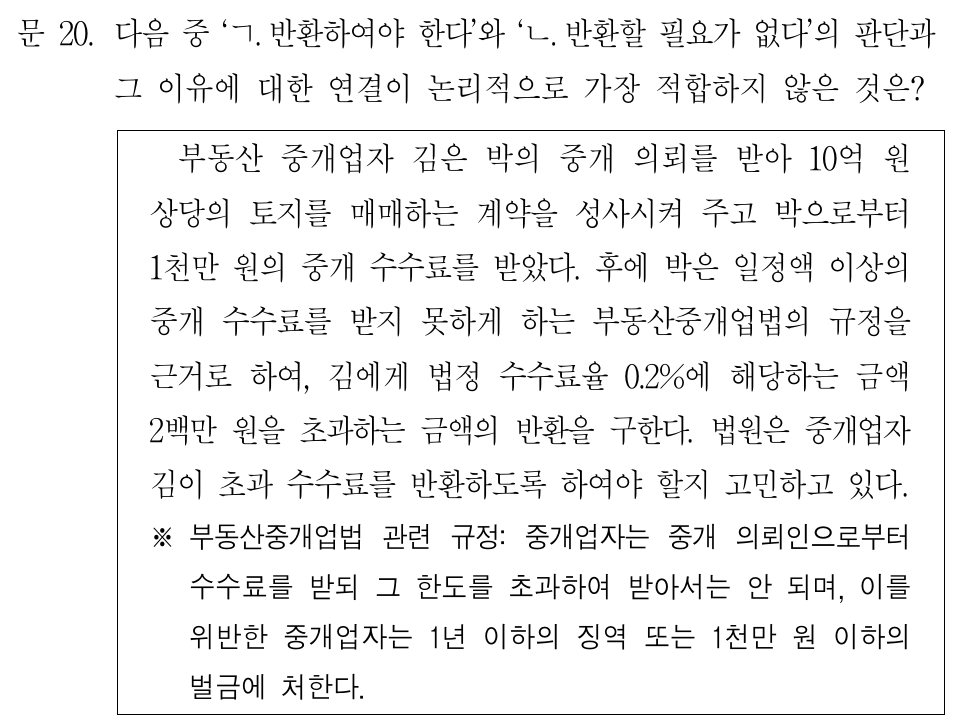 문 20. 다음 중 ‘ㄱ. 반환하여야 한다’와 ‘ㄴ. 반환할 필요가 없다’의 판단과
그 이유에 대한 연결이 논리적으로 가장 적합하지 않은 것은?
부동산 중개업자 김은 박의 중개 의뢰를 받아 10억 원
상당의 토지를 매매하는 계약을 성사시켜 주고 박으로부터
1천만 원의 중개 수수료를 받았다. 후에 박은 일정액 이상의
중개 수수료를 받지 못하게 하는 부동산중개업법의 규정을
근거로 하여, 김에게 법정 수수료율 0.2%에 해당하는 금액
2백만 원을 초과하는 금액의 반환을 구한다. 법원은 중개업자
김이 초과 수수료를 반환하도록 하여야 할지 고민하고 있다.
※ 부동산중개업법 관련 규정: 중개업자는 중개 의뢰인으로부터
수수료를 받되 그 한도를 초과하여 받아서는 안 되며, 이를
위반한 중개업자는 1년 이하의 징역 또는 1천만 원 이하의
벌금에 처한다.